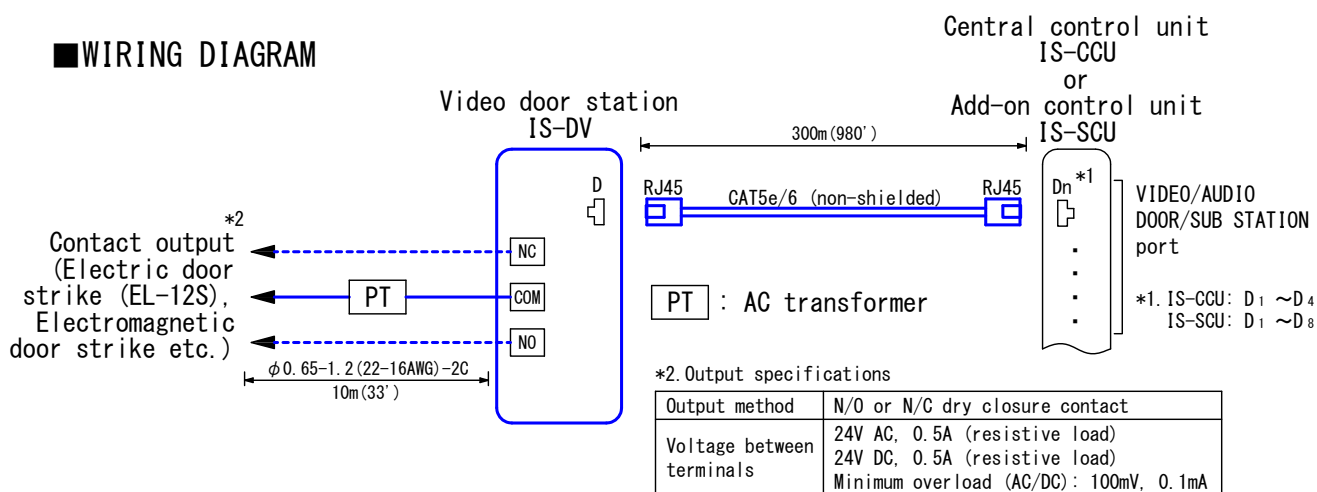 ■WIRING DIAGRAM
Central control unit
IS-CCU
or
Add-on control unit
IS-SCU
Video door station
IS-DV
300m(980')
D
RJ45
CAT5e/6 (non-shielded)
RJ45
Dn*1
VIDEO/AUDIO
DOOR/SUB STATION
port
*1. IS-CCU: D1 ~D4
IS-SCU: D1 ~D8
*2
Contact output
(Electric door
strike (EL-12S),
Electromagnetic
door strike etc.)
NC
PT
COM
NO
φ0.65-1.2(22-16AWG)-2C
10m(33')
PT : AC transformer
*2.Output specifications
Output method N/O or N/C dry closure contact
Voltage between
terminals
24V AC, 0.5A (resistive load)
24V DC, 0.5A (resistive load)
Minimum overload (AC/DC): 100mV, 0.1mA